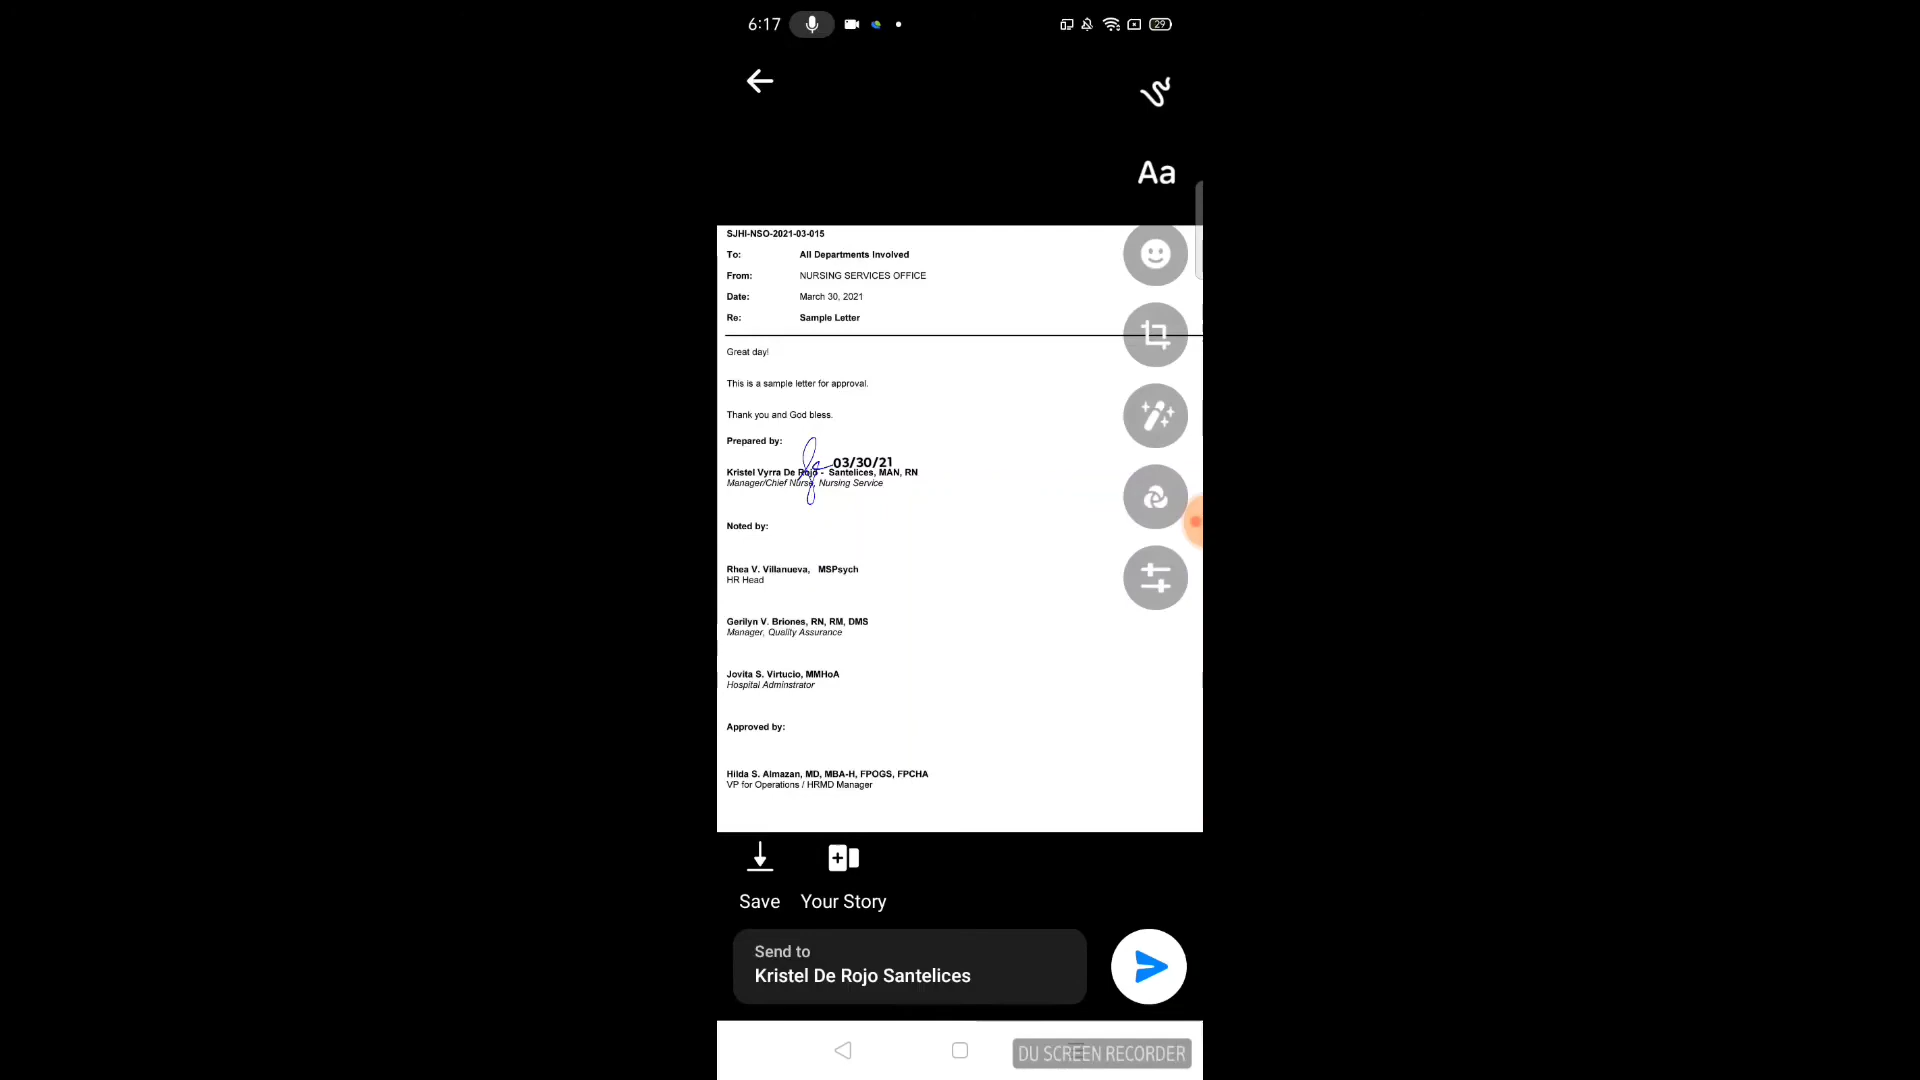 6:17
29
Aa
SJHI-NSO-2021-03-015
To: All Departments Involved
From: NURSING SERVICES OFFICE
Date: March 30, 2021
Re: Sample Letter
Great day!
This is a sample letter for approval.
Thank you and God bless.
Prepared by:
03/30/21
Kristel Vyrra De Rojo - Santelices, MAN, RN
Manager/Chief Nurse, Nursing Service
Noted by:
Rhea V. Villanueva, MSPsych
HR Head
Gerilyn V. Briones, RN, RM, DMS
Manager, Quality Assurance
Jovita S. Virtucio, MMHoA
Hospital Adminstrator
Approved by:
Hilda S. Almazan, MD, MBA-H, FPOGS, FPCHA
VP for Operations / HRMD Manager
Save Your Story
Send to
Kristel De Rojo Santelices
DU SCREEN RECORDER